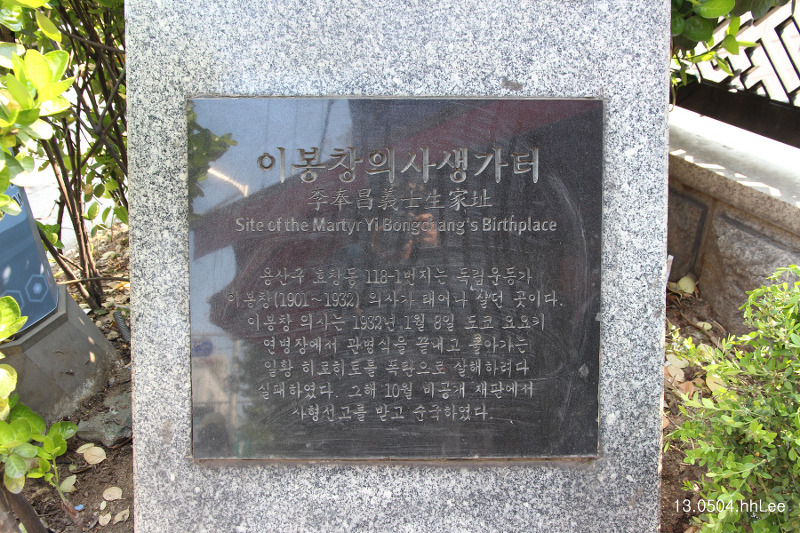 이봉창의사생가터
李奉昌義士生家址
Site of the Martyr Yi Bongchang's Birthplace
용산구 효창동 118-1번지는 독립운동가
이봉창(1901~1932) 의사가 태어나 살던 곳이다.
이봉창 의사는 1932년 1월 8일 도쿄 요요키
연병장에서 관병식을 끝내고 돌아가는
일왕 히로히토를 폭탄으로 살해하려다
실패하였다. 그해 10월 비공개 재판에서
사형선고를 받고 순국하였다.
13.0504.hhLee